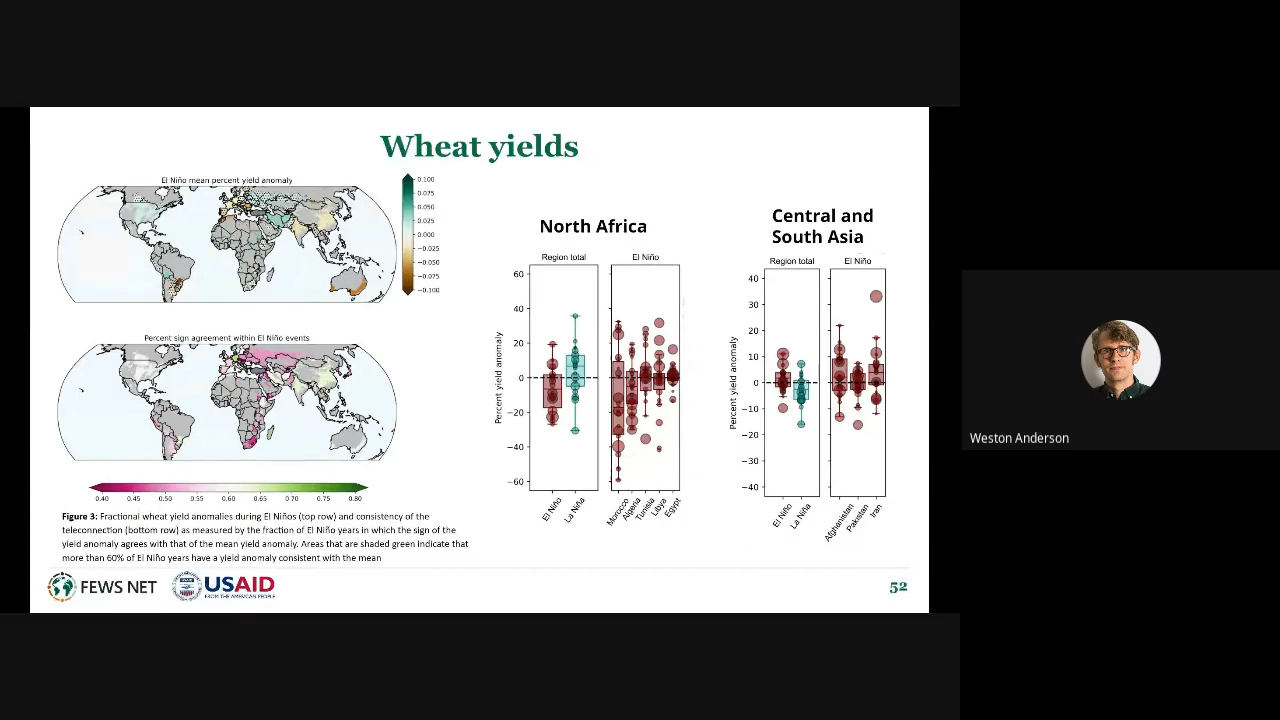 Wheat yields
El Niño mean percent yield anomaly
0.100
0.075
0.050
0.025
0.000
−0.025
−0.050
−0.075
−0.100
Percent sign agreement within El Niño events
0.40 0.45 0.50 0.55 0.60 0.65 0.70 0.75 0.80
Figure 3: Fractional wheat yield anomalies during El Niños (top row) and consistency of the
teleconnection (bottom row) as measured by the fraction of El Niño years in which the sign of the
yield anomaly agrees with that of the mean yield anomaly. Areas that are shaded green indicate that
more than 60% of El Niño years have a yield anomaly consistent with the mean
North Africa
Region total El Niño
Percent yield anomaly
60
40
20
0
−20
−40
−60
El Niño La Niña Morocco Algeria Tunisia Libya Egypt
Central and
South Asia
Region total El Niño
Percent yield anomaly
40
30
20
10
0
−10
−20
−30
−40
El Niño La Niña Afghanistan Pakistan Iran
FEWS NET
USAID
FROM THE AMERICAN PEOPLE
52
Weston Anderson